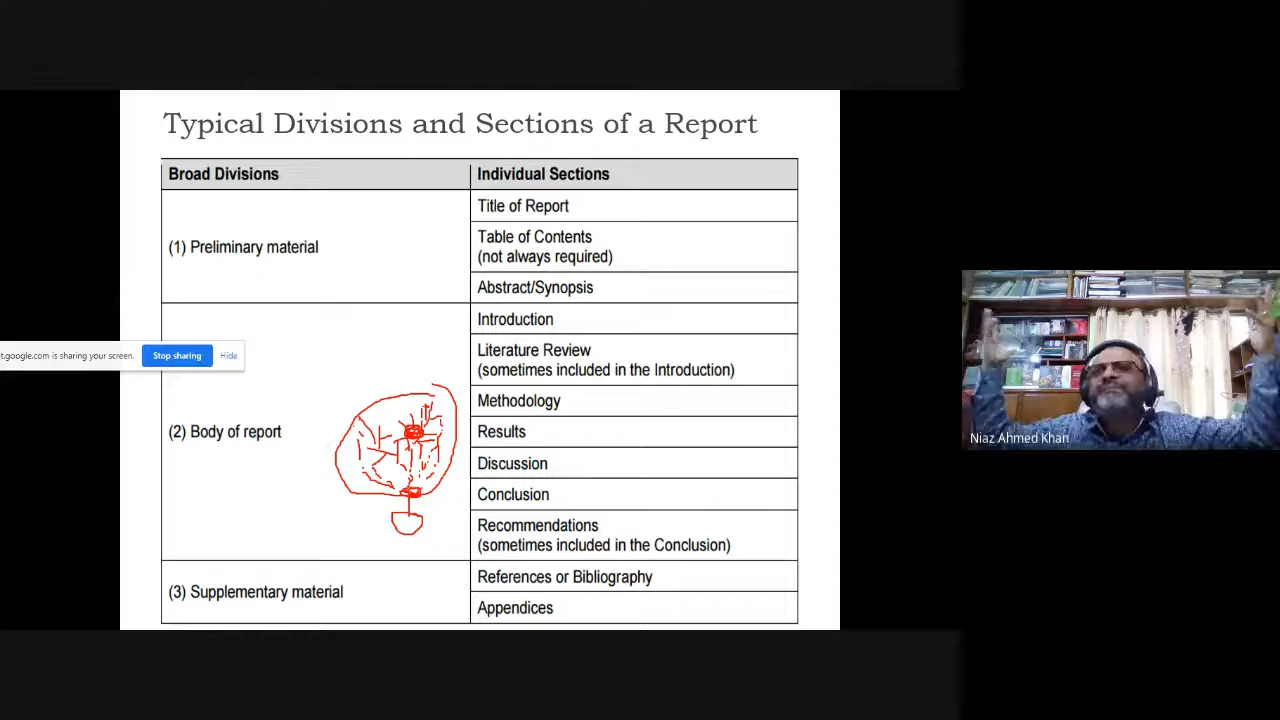 Typical Divisions and Sections of a Report
Broad Divisions
Individual Sections
(1) Preliminary material
Title of Report
Table of Contents
(not always required)
Abstract/Synopsis
(2) Body of report
Introduction
Literature Review
(sometimes included in the Introduction)
Methodology
Results
Discussion
Conclusion
Recommendations
(sometimes included in the Conclusion)
(3) Supplementary material
References or Bibliography
Appendices
t.google.com is sharing your screen.
Stop sharing
Hide
Niaz Ahmed Khan